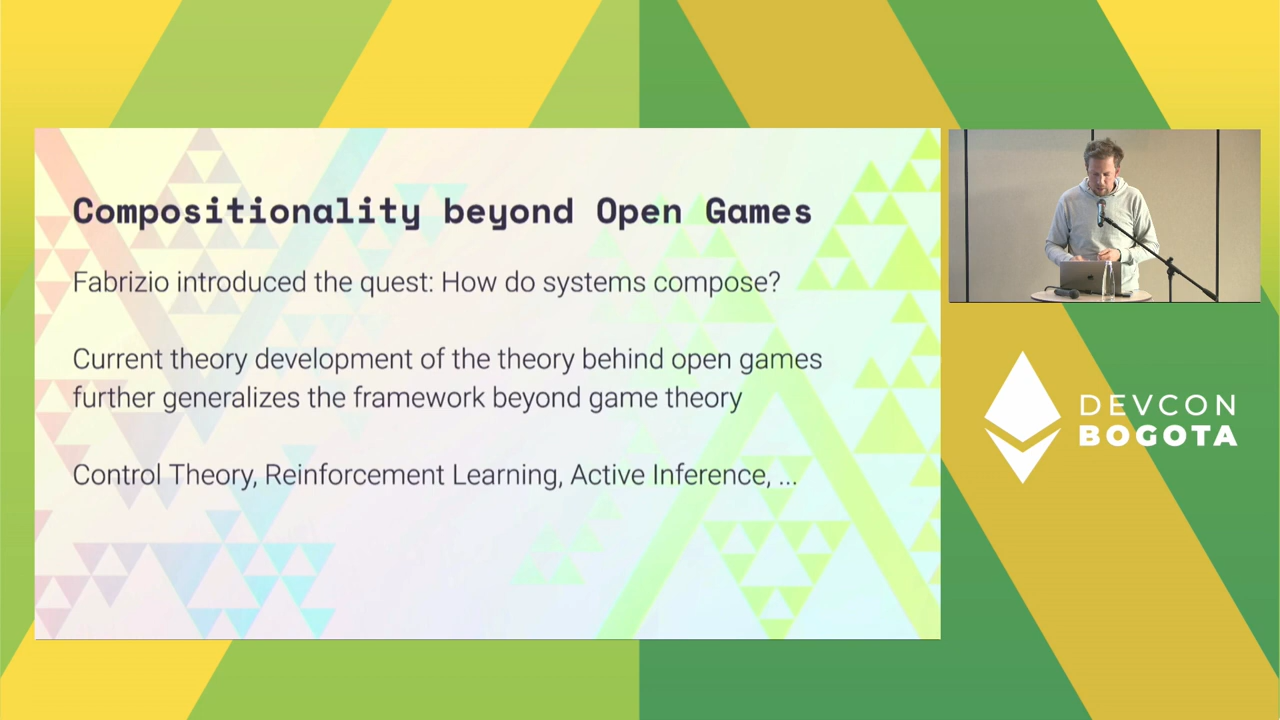 Compositionality beyond Open Games
Fabrizio introduced the quest: How do systems compose?
Current theory development of the theory behind open games
further generalizes the framework beyond game theory
Control Theory, Reinforcement Learning, Active Inference, ...
DEVCON
BOGOTA